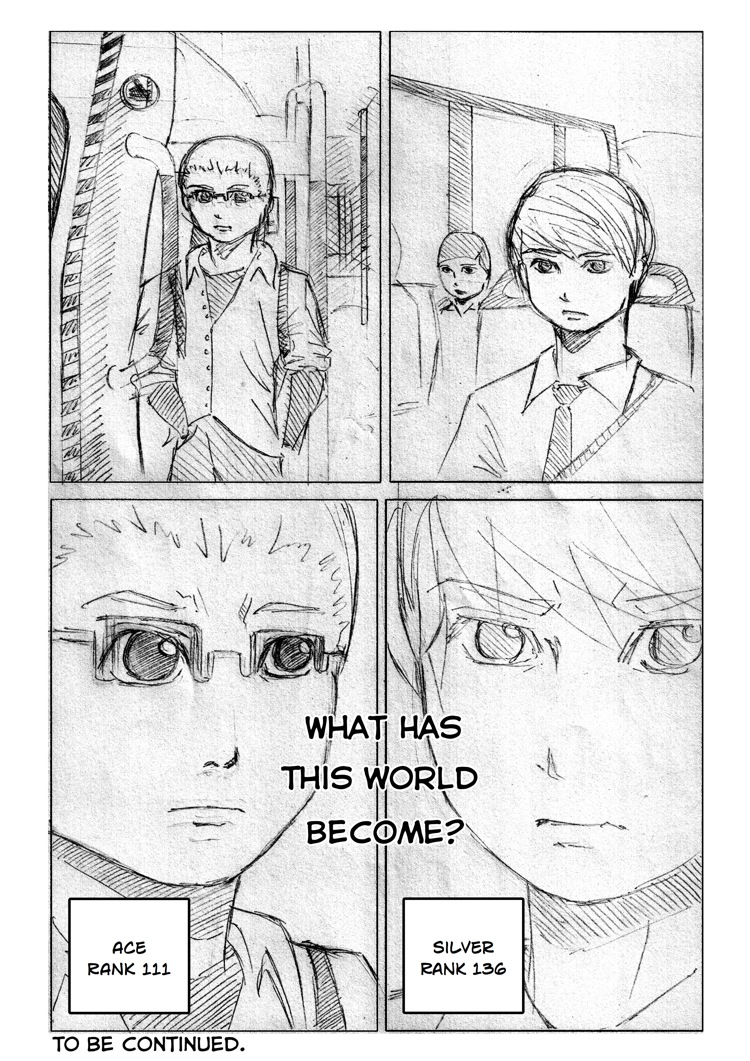 WHAT HAS
THIS WORLD
BECOME?
ACE
RANK 111
SILVER
RANK 136
TO BE CONTINUED.